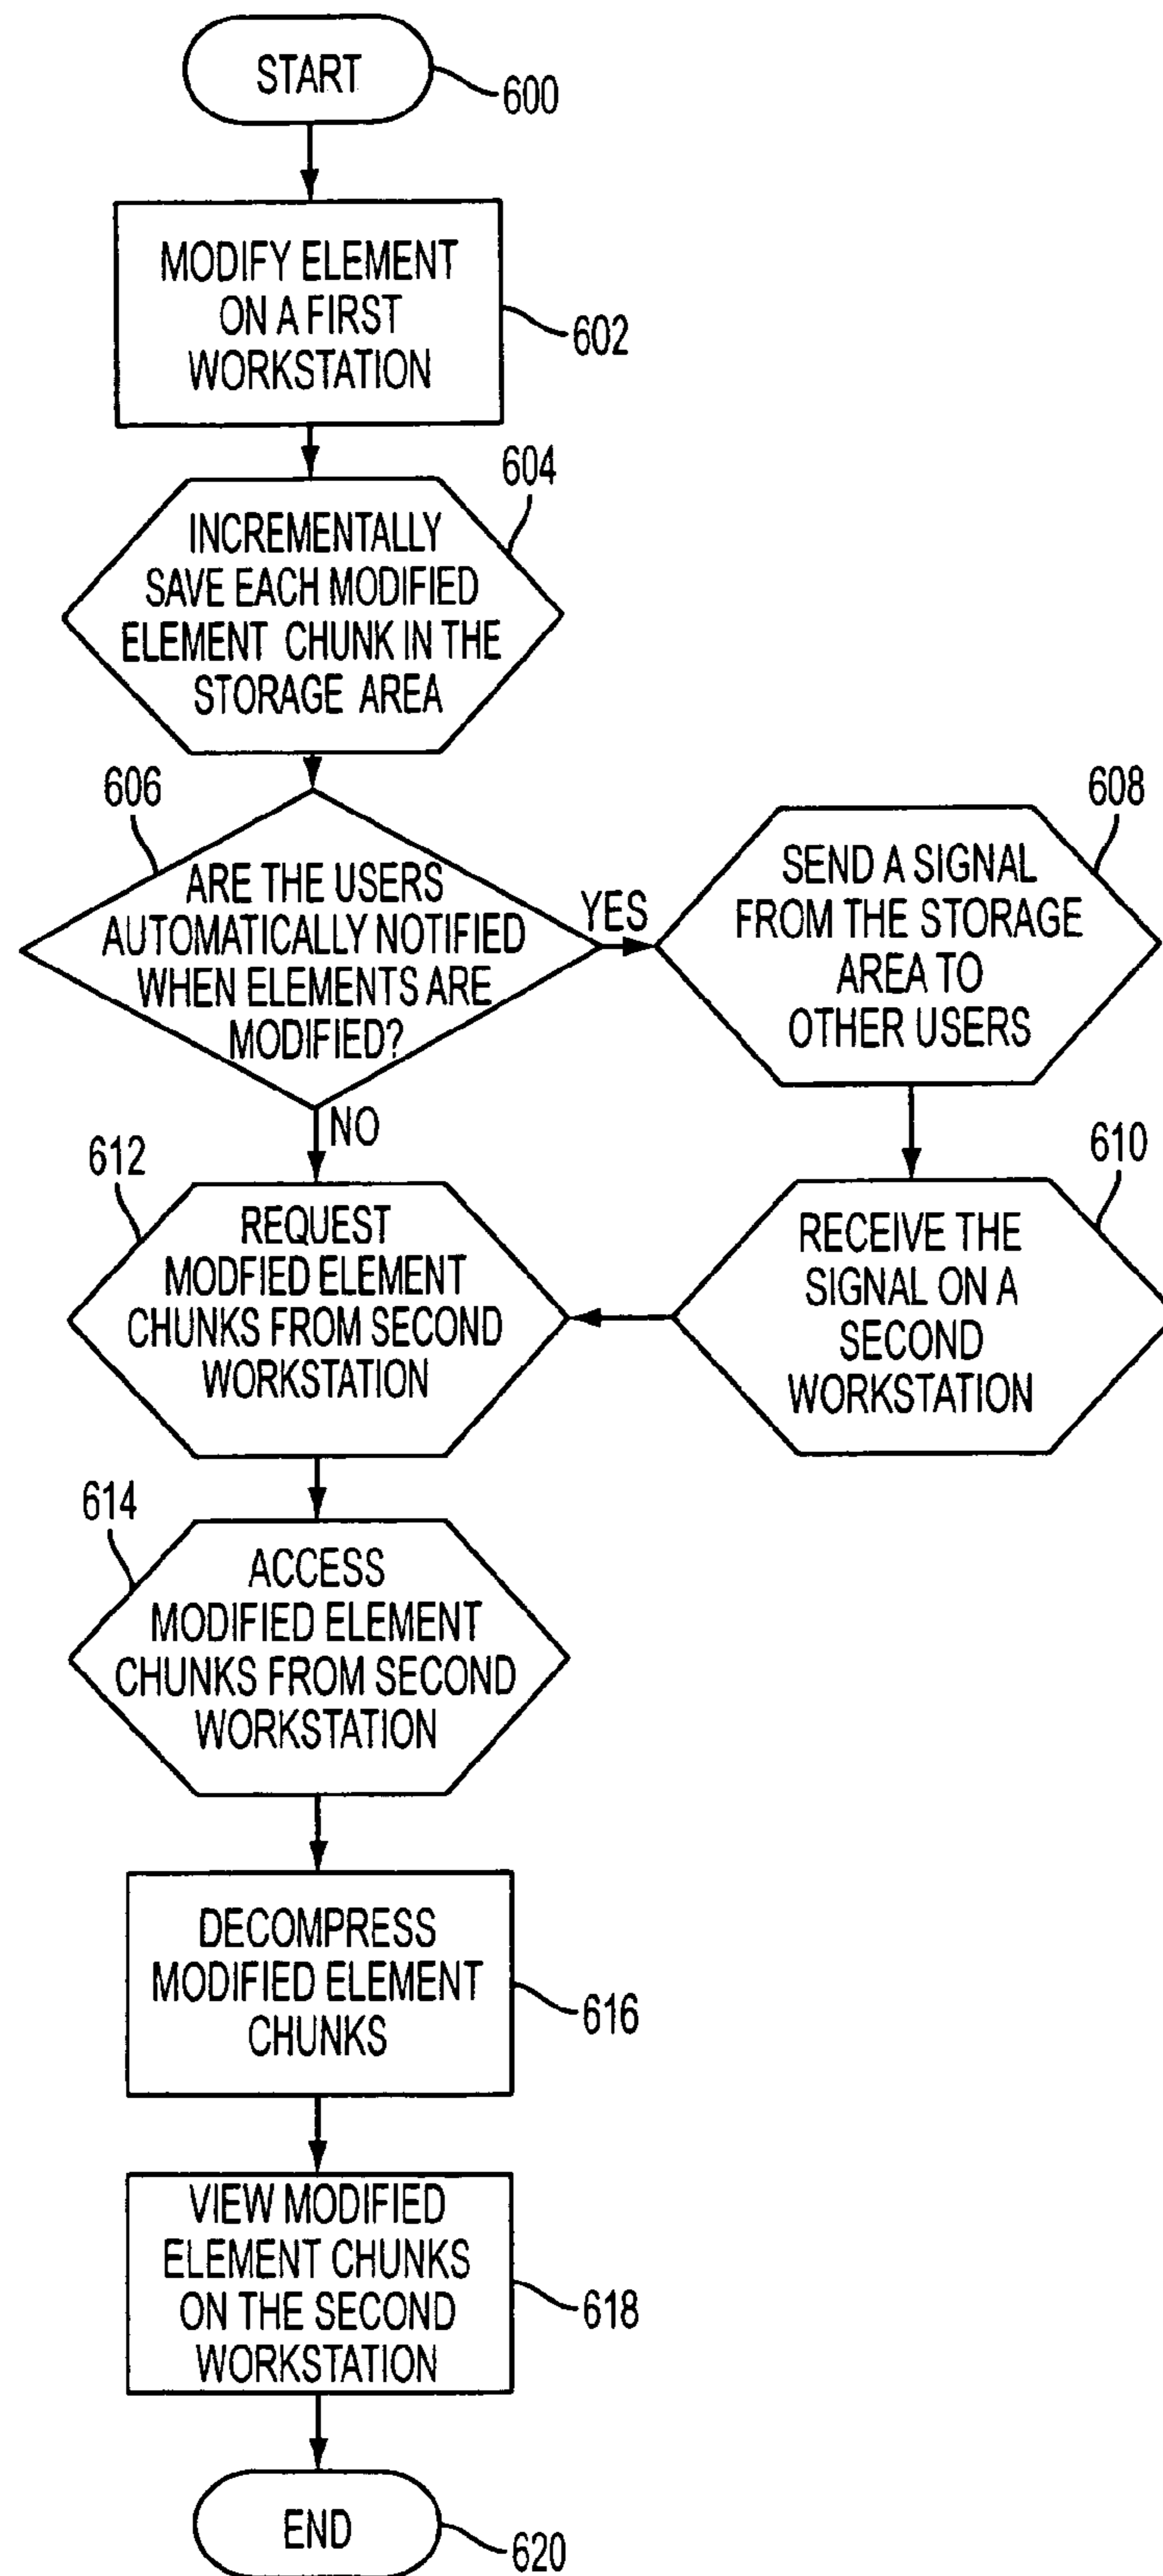 START
600
MODIFY ELEMENT
ON A FIRST
WORKSTATION
602
604
INCREMENTALLY
SAVE EACH MODIFIED
ELEMENT CHUNK IN THE
STORAGE AREA
606
ARE THE USERS
AUTOMATICALLY NOTIFIED
WHEN ELEMENTS ARE
MODIFIED?
YES
608
SEND A SIGNAL
FROM THE STORAGE
AREA TO
OTHER USERS
NO
610
RECEIVE THE
SIGNAL ON A
SECOND
WORKSTATION
612
REQUEST
MODFIED ELEMENT
CHUNKS FROM SECOND
WORKSTATION
614
ACCESS
MODIFIED ELEMENT
CHUNKS FROM SECOND
WORKSTATION
DECOMPRESS
MODIFIED ELEMENT
CHUNKS
616
VIEW MODIFIED
ELEMENT CHUNKS
ON THE SECOND
WORKSTATION
618
END
620